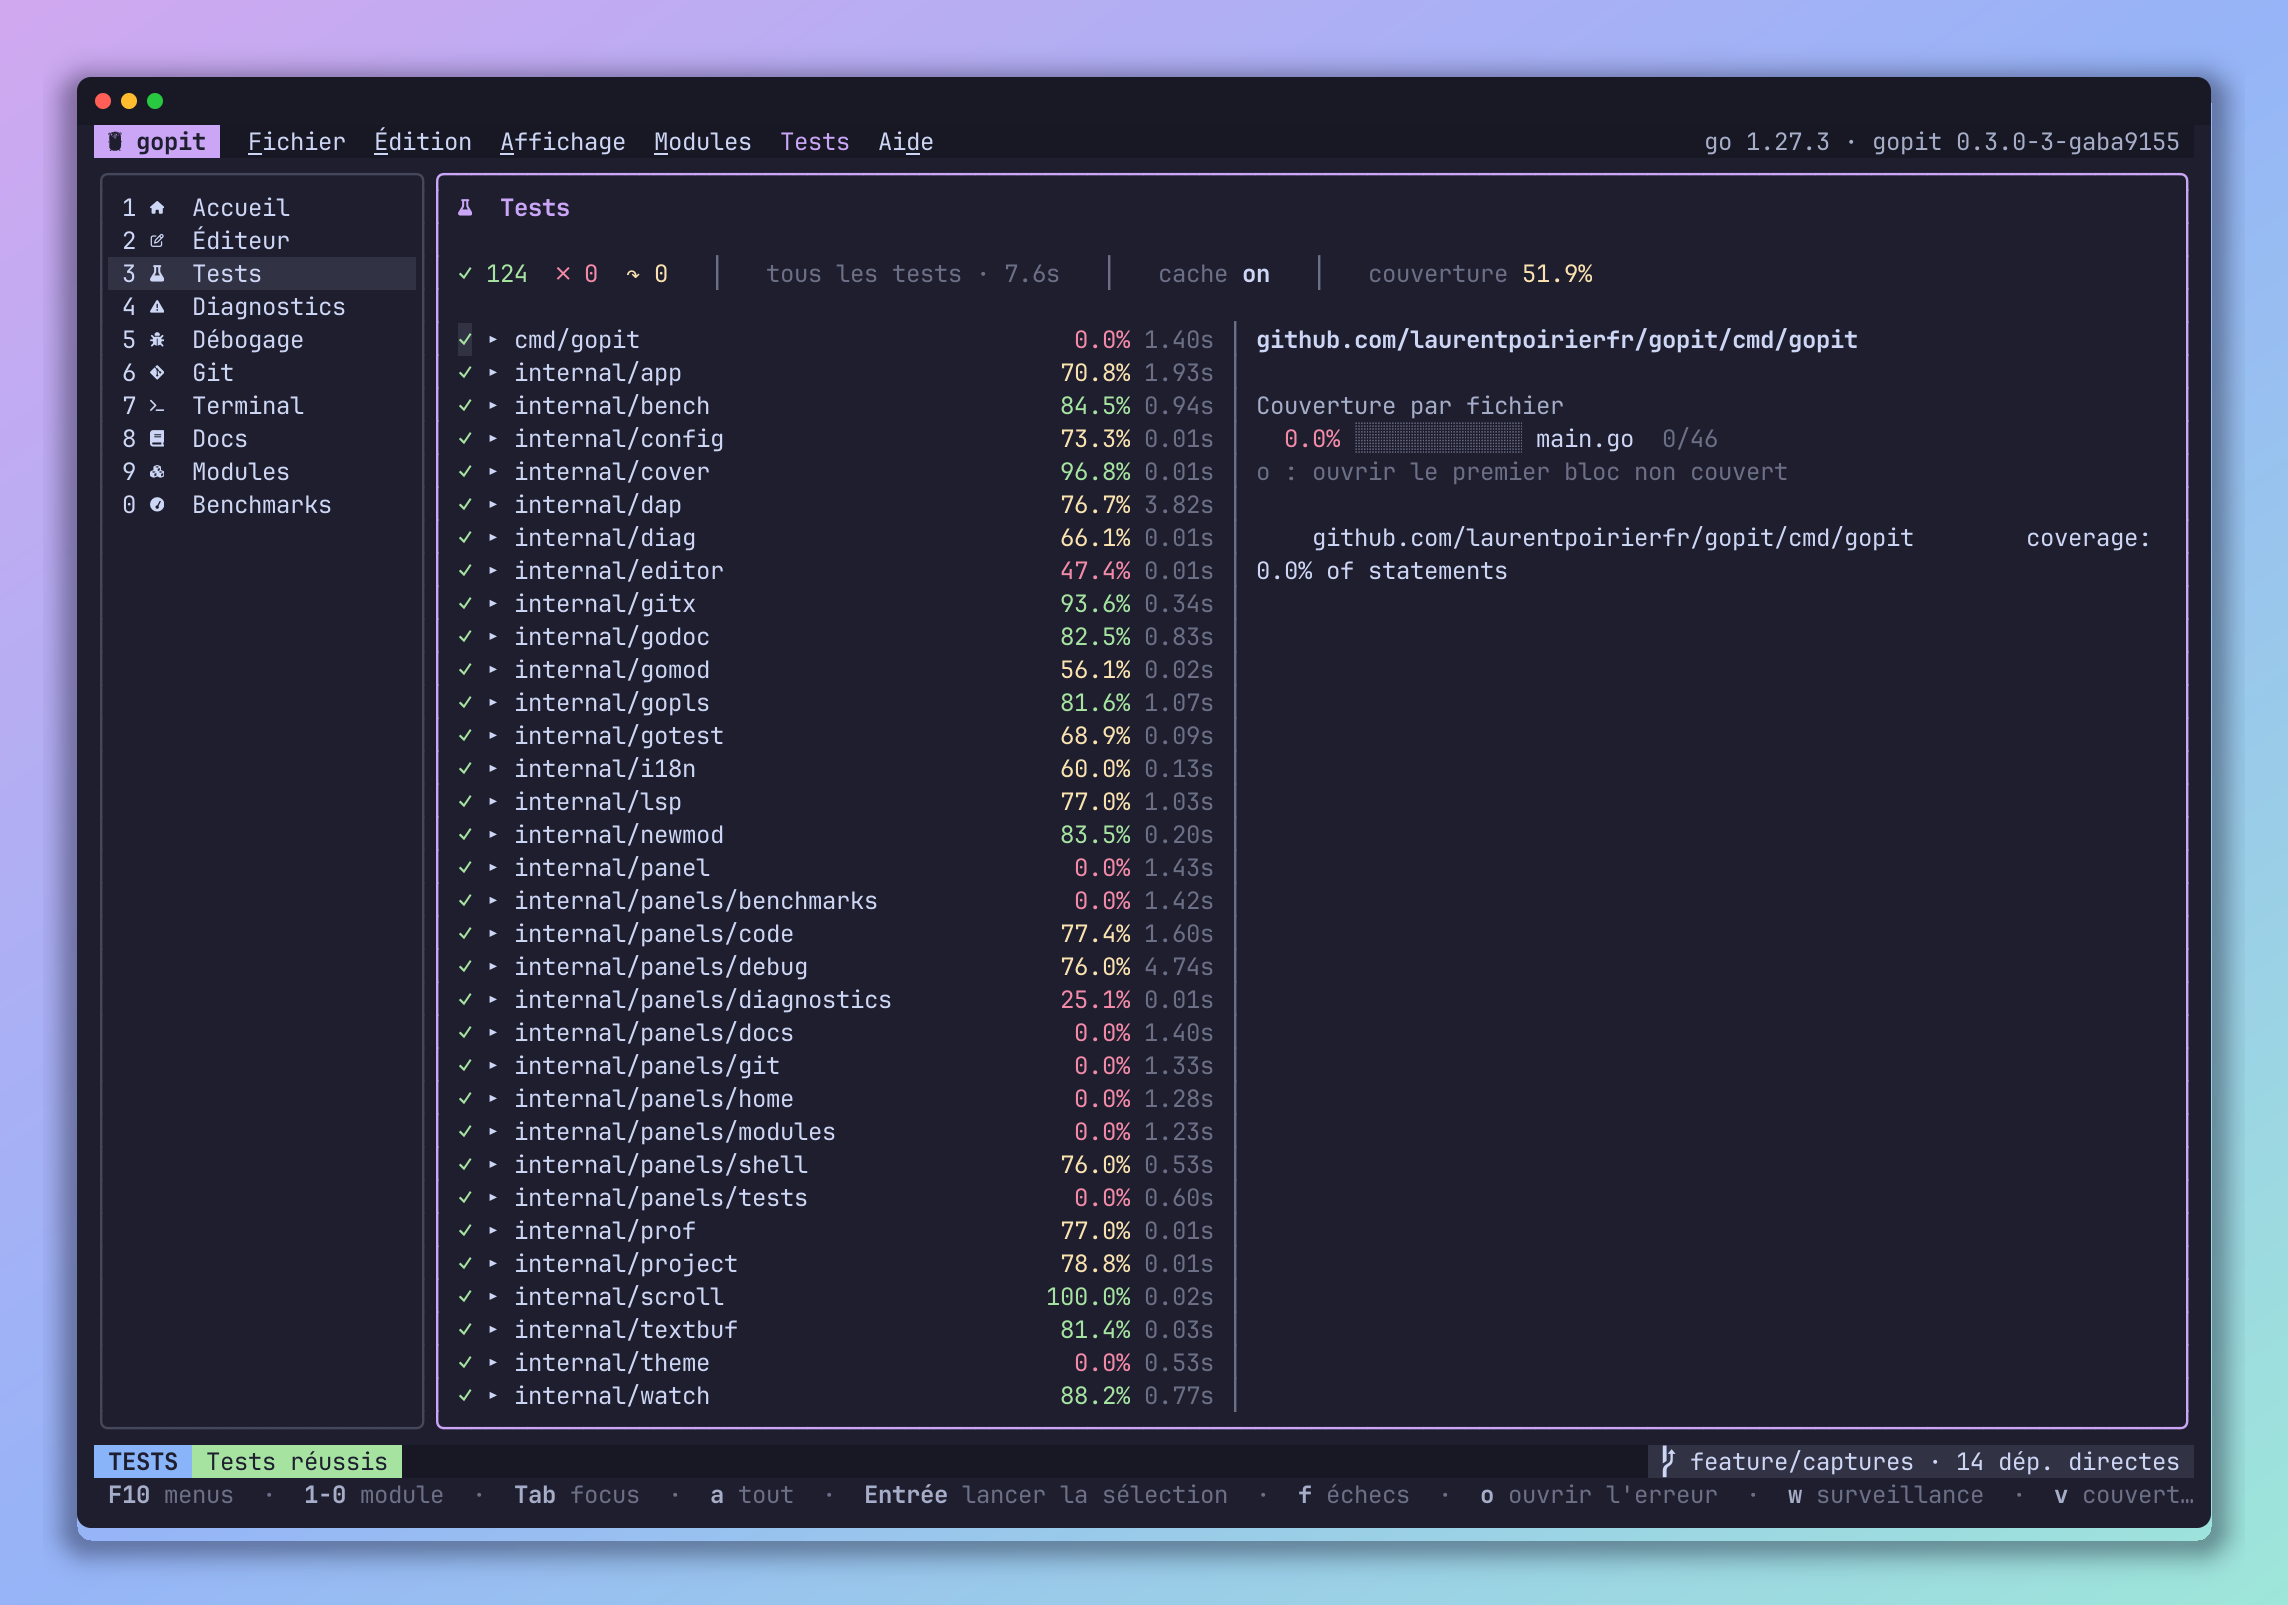 gopit Fichier Édition Affichage Modules Tests Aide go 1.27.3 · gopit 0.3.0-3-gaba9155
1 Accueil
2 Éditeur
3 Tests
4 Diagnostics
5 Débogage
6 Git
7 Terminal
8 Docs
9 Modules
0 Benchmarks
Tests
✓ 124 ✕ 0 ↷ 0 │ tous les tests · 7.6s │ cache on │ couverture 51.9%
✓ ▸ cmd/gopit 0.0% 1.40s
✓ ▸ internal/app 70.8% 1.93s
✓ ▸ internal/bench 84.5% 0.94s
✓ ▸ internal/config 73.3% 0.01s
✓ ▸ internal/cover 96.8% 0.01s
✓ ▸ internal/dap 76.7% 3.82s
✓ ▸ internal/diag 66.1% 0.01s
✓ ▸ internal/editor 47.4% 0.01s
✓ ▸ internal/gitx 93.6% 0.34s
✓ ▸ internal/godoc 82.5% 0.83s
✓ ▸ internal/gomod 56.1% 0.02s
✓ ▸ internal/gopls 81.6% 1.07s
✓ ▸ internal/gotest 68.9% 0.09s
✓ ▸ internal/i18n 60.0% 0.13s
✓ ▸ internal/lsp 77.0% 1.03s
✓ ▸ internal/newmod 83.5% 0.20s
✓ ▸ internal/panel 0.0% 1.43s
✓ ▸ internal/panels/benchmarks 0.0% 1.42s
✓ ▸ internal/panels/code 77.4% 1.60s
✓ ▸ internal/panels/debug 76.0% 4.74s
✓ ▸ internal/panels/diagnostics 25.1% 0.01s
✓ ▸ internal/panels/docs 0.0% 1.40s
✓ ▸ internal/panels/git 0.0% 1.33s
✓ ▸ internal/panels/home 0.0% 1.28s
✓ ▸ internal/panels/modules 0.0% 1.23s
✓ ▸ internal/panels/shell 76.0% 0.53s
✓ ▸ internal/panels/tests 0.0% 0.60s
✓ ▸ internal/prof 77.0% 0.01s
✓ ▸ internal/project 78.8% 0.01s
✓ ▸ internal/scroll 100.0% 0.02s
✓ ▸ internal/textbuf 81.4% 0.03s
✓ ▸ internal/theme 0.0% 0.53s
✓ ▸ internal/watch 88.2% 0.77s
github.com/laurentpoirierfr/gopit/cmd/gopit
Couverture par fichier
0.0% main.go 0/46
o : ouvrir le premier bloc non couvert
github.com/laurentpoirierfr/gopit/cmd/gopit coverage:
0.0% of statements
TESTS Tests réussis feature/captures · 14 dép. directes
F10 menus · 1-0 module · Tab focus · a tout · Entrée lancer la sélection · f échecs · o ouvrir l'erreur · w surveillance · v couvert…